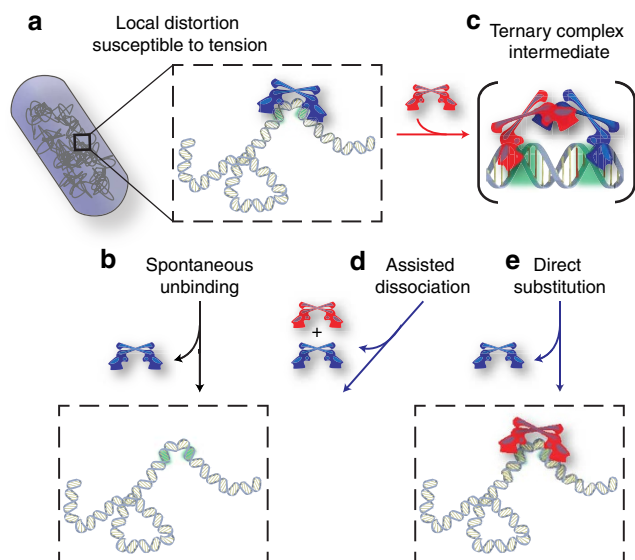 a
Local distortion
susceptible to tension
c
Ternary complex
intermediate
b
Spontaneous
unbinding
d
Assisted
dissociation
+
e
Direct
substitution